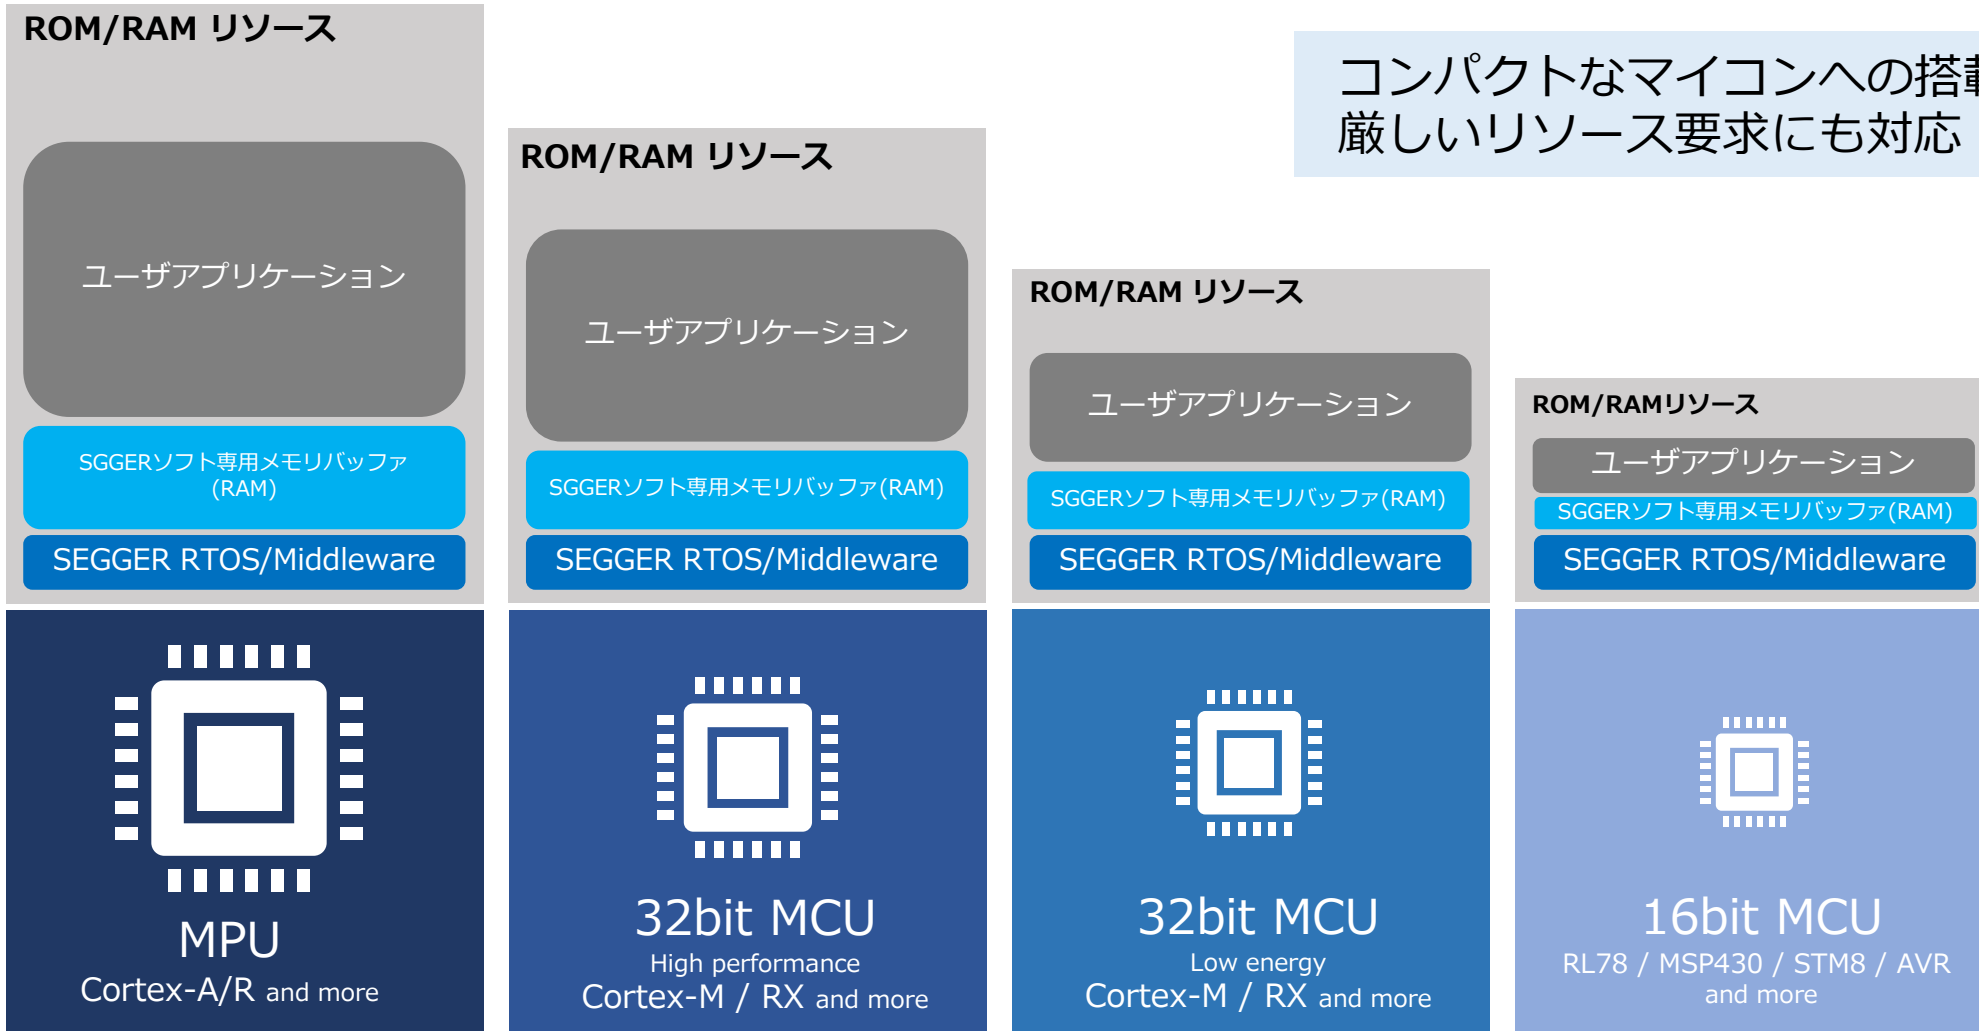 ROM/RAM リソース
ユーザアプリケーション
SGGERソフト専用メモリバッファ
(RAM)
SEGGER RTOS/Middleware
MPU
Cortex-A/R and more
ROM/RAM リソース
ユーザアプリケーション
SGGERソフト専用メモリバッファ(RAM)
SEGGER RTOS/Middleware
32bit MCU
High performance
Cortex-M / RX and more
コンパクトなマイコンへの搭
厳しいリソース要求にも対応
ROM/RAM リソース
ユーザアプリケーション
SGGERソフト専用メモリバッファ(RAM)
SEGGER RTOS/Middleware
32bit MCU
Low energy
Cortex-M / RX and more
ROM/RAMリソース
ユーザアプリケーション
SGGERソフト専用メモリバッファ(RAM)
SEGGER RTOS/Middleware
16bit MCU
RL78 / MSP430 / STM8 / AVR
and more